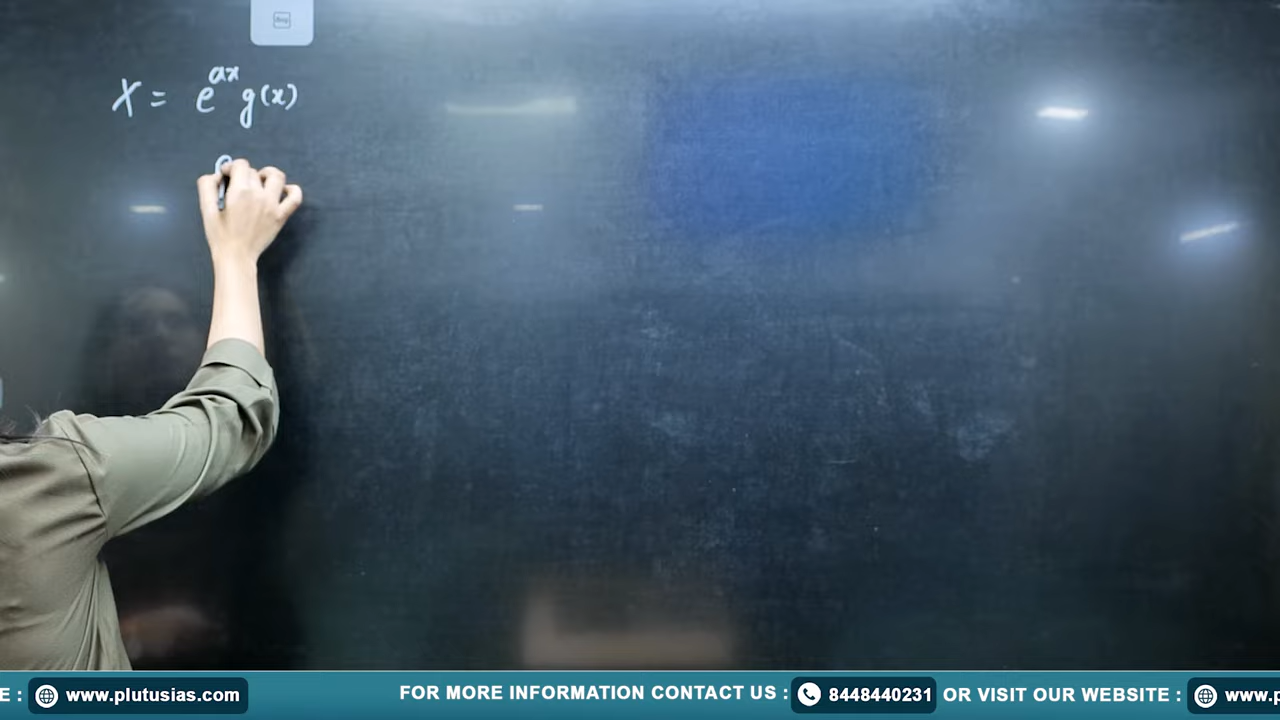 X = e^{ax} g(x)
e
E : www.plutusias.com FOR MORE INFORMATION CONTACT US : 8448440231 OR VISIT OUR WEBSITE : www.p